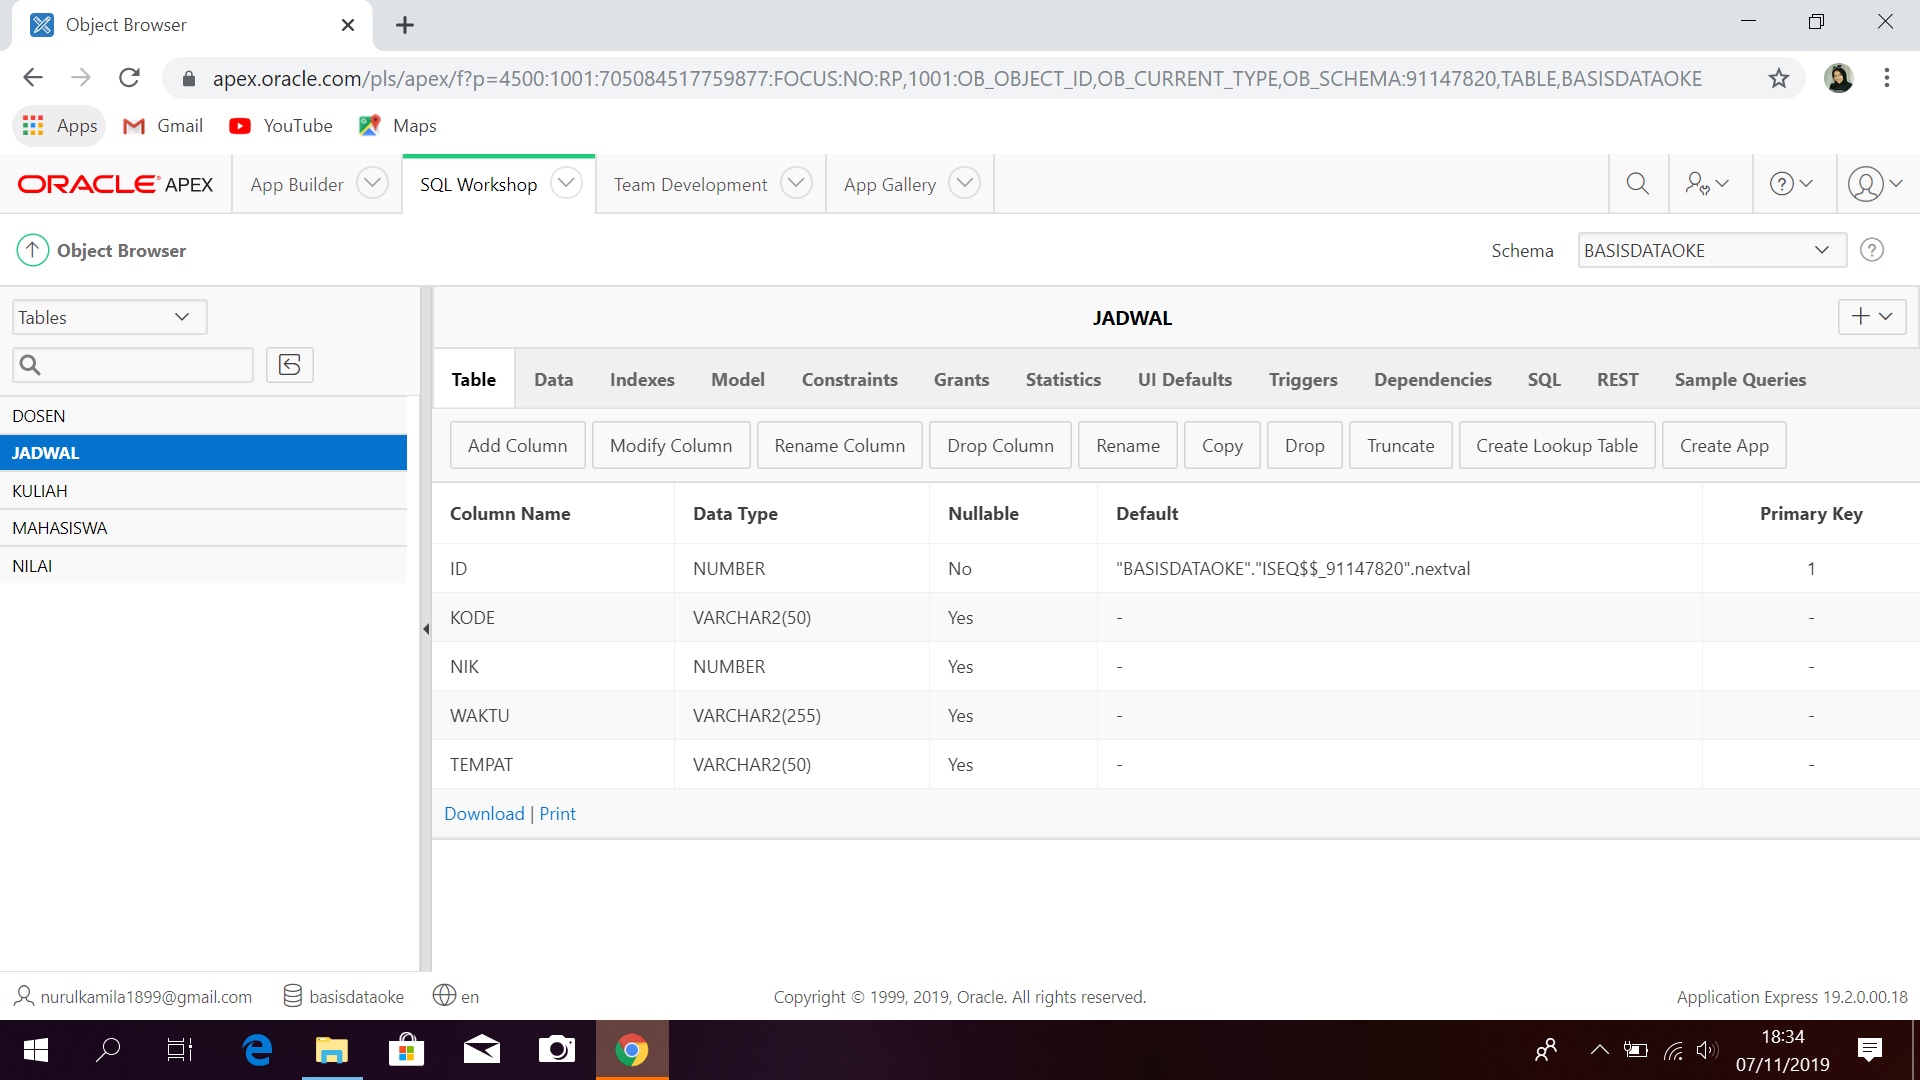 Object Browser
apex.oracle.com/pls/apex/f?p=4500:1001:705084517759877:FOCUS:NO:RP,1001:OB_OBJECT_ID,OB_CURRENT_TYPE,OB_SCHEMA:91147820,TABLE,BASISDATAOKE
Apps Gmail YouTube Maps
ORACLE APEX App Builder SQL Workshop Team Development App Gallery
Object Browser Schema BASISDATAOKE
Tables
DOSEN
JADWAL
KULIAH
MAHASISWA
NILAI
JADWAL
Table Data Indexes Model Constraints Grants Statistics UI Defaults Triggers Dependencies SQL REST Sample Queries
Add Column Modify Column Rename Column Drop Column Rename Copy Drop Truncate Create Lookup Table Create App
Column Name Data Type Nullable Default Primary Key
ID NUMBER No "BASISDATAOKE"."ISEQ$$_91147820".nextval 1
KODE VARCHAR2(50) Yes - -
NIK NUMBER Yes - -
WAKTU VARCHAR2(255) Yes - -
TEMPAT VARCHAR2(50) Yes - -
Download | Print
nurulkamila1899@gmail.com basisdataoke en Copyright © 1999, 2019, Oracle. All rights reserved. Application Express 19.2.0.00.18
18:34
07/11/2019